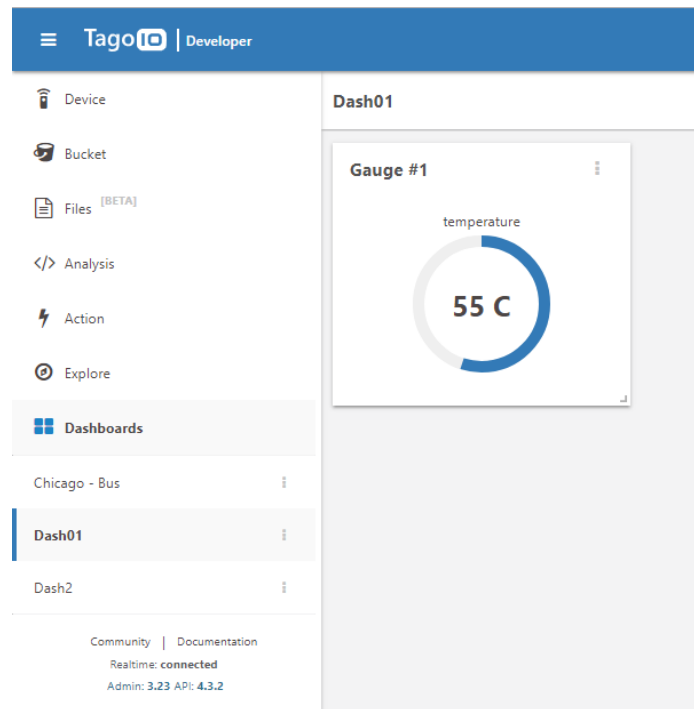 TagoIO | Developer
Device
Bucket
Files [BETA]
Analysis
Action
Explore
Dashboards
Chicago - Bus
Dash01
Dash2
Community | Documentation
Realtime: connected
Admin: 3.23 API: 4.3.2
Dash01
Gauge #1
temperature
55 C